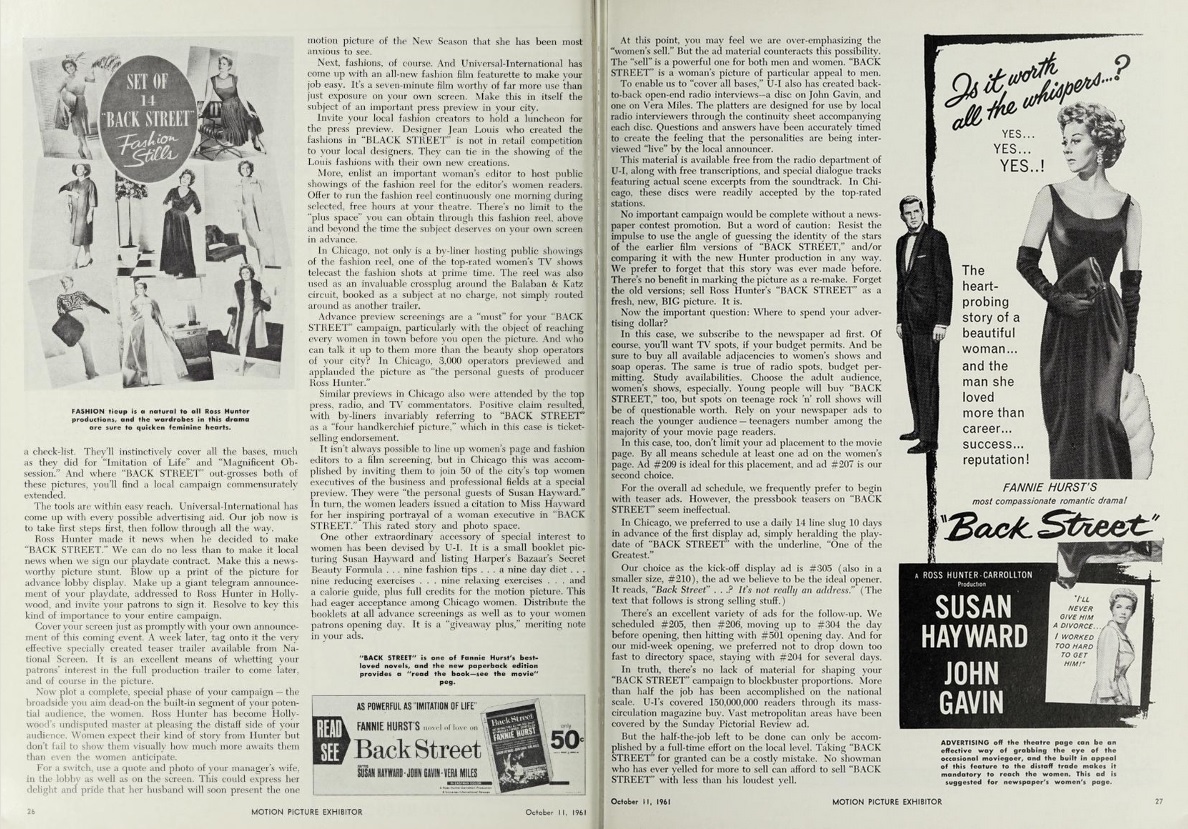 SET OF
14
"BACK STREET"
Fashion
Stills
FASHION tieup is a natural to all Ross Hunter
productions, and the wardrobes in this drama
are sure to quicken feminine hearts.
a check-list. They'll instinctively cover all the bases, much
as they did for "Imitation of Life" and "Magnificent Ob-
session." And where "BACK STREET" out-grosses both of
these pictures, you'll find a local campaign commensurately
extended.
The tools are within easy reach. Universal-International has
come up with every possible advertising aid. Our job now is
to take first steps first, then follow through all the way.
Ross Hunter made it news when he decided to make
"BACK STREET." We can do no less than to make it local
news when we sign our playdate contract. Make this a news-
worthy picture stunt. Blow up a print of the picture for
advance lobby display. Make up a giant telegram announce-
ment of your playdate, addressed to Ross Hunter in Holly-
wood, and invite your patrons to sign it. Resolve to key this
kind of importance to your entire campaign.
Cover your screen just as promptly with your own announce-
ment of this coming event. A week later, tag onto it the very
effective specially created teaser trailer available from Na-
tional Screen. It is an excellent means of whetting your
patrons' interest in the full production trailer to come later,
and of course in the picture.
Now plot a complete, special phase of your campaign — the
broadside you aim dead-on the built-in segment of your poten-
tial audience, the women. Ross Hunter has become Holly-
wood's undisputed master at pleasing the distaff side of your
audience. Women expect their kind of story from Hunter but
don't fail to show them visually how much more awaits them
than even the women anticipate.
For a switch, use a quote and photo of your manager's wife,
in the lobby as well as on the screen. This could express her
delight and pride that her husband will soon present the one
26
MOTION PICTURE EXHIBITOR
October 11, 1961
motion picture of the New Season that she has been most
anxious to see.
Next, fashions, of course. And Universal-International has
come up with an all-new fashion film featurette to make your
job easy. It's a seven-minute film worthy of far more use than
just exposure on your own screen. Make this in itself the
subject of an important press preview in your city.
Invite your local fashion creators to hold a luncheon for
the press preview. Designer Jean Louis who created the
fashions in "BLACK STREET" is not in retail competition
to your local designers. They can tie in the showing of the
Louis fashions with their own new creations.
More, enlist an important woman's editor to host public
showings of the fashion reel for the editor's women readers.
Offer to run the fashion reel continuously one morning during
selected, free hours at your theatre. There's no limit to the
"plus space" you can obtain through this fashion reel, above
and beyond the time the subject deserves on your own screen
in advance.
In Chicago, not only is a by-liner hosting public showings
of the fashion reel, one of the top-rated women's TV shows
telecast the fashion shots at prime time. The reel was also
used as an invaluable crossplug around the Balaban & Katz
circuit, booked as a subject at no charge, not simply routed
around as another trailer.
Advance preview screenings are a "must" for your "BACK
STREET" campaign, particularly with the object of reaching
every women in town before you open the picture. And who
can talk it up to them more than the beauty shop operators
of your city? In Chicago, 3,000 operators previewed and
applauded the picture as "the personal guests of producer
Ross Hunter."
Similar previews in Chicago also were attended by the top
press, radio, and TV commentators. Positive claim resulted,
with by-liners invariably referring to "BACK STREET"
as a "four handkerchief picture," which in this case is ticket-
selling endorsement.
It isn't always possible to line up women's page and fashion
editors to a film screening, but in Chicago this was accom-
plished by inviting them to join 50 of the city's top women
executives of the business and professional fields at a special
preview. They were "the personal guests of Susan Hayward."
In turn, the women leaders issued a citation to Miss Hayward
for her inspiring portrayal of a woman executive in "BACK
STREET." This rated story and photo space.
One other extraordinary accessory of special interest to
women has been devised by U-I. It is a small booklet pic-
turing Susan Hayward and listing Harper's Bazaar's Secret
Beauty Formula . . . nine fashion tips . . . a nine day diet . . .
nine reducing exercises . . . nine relaxing exercises . . . and
a calorie guide, plus full credits for the motion picture. This
had eager acceptance among Chicago women. Distribute the
booklets at all advance screenings as well as to your women
patrons opening day. It is a "giveaway plus," meriting note
in your ads.
"BACK STREET" is one of Fannie Hurst's best-
loved novels, and the new paperback edition
provides a "read the book—see the movie"
peg.
AS POWERFUL AS "IMITATION OF LIFE"
READ
SEE
FANNIE HURST'S novel of love on
Back Street
SUSAN HAYWARD · JOHN GAVIN · VERA MILES
Back Street
FANNIE HURST
only
50¢
At this point, you may feel we are over-emphasizing the
"women's sell." But the ad material counteracts this possibility.
The "sell" is a powerful one for both men and women. "BACK
STREET" is a woman's picture of particular appeal to men.
To enable us to "cover all bases," U-I also has created back-
to-back open-end radio interviews–a disc on John Gavin, and
one on Vera Miles. The platters are designed for use by local
radio interviewers through the continuity sheet accompanying
each disc. Questions and answers have been accurately timed
to create the feeling that the personalities are being inter-
viewed "live" by the local announcer.
This material is available free from the radio department of
U-I, along with free transcriptions, and special dialogue tracks
featuring actual scene excerpts from the soundtrack. In Chi-
cago, these discs were readily accepted by the top-rated
stations.
No important campaign would be complete without a news-
paper contest promotion. But a word of caution: Resist the
impulse to use the angle of guessing the identity of the stars
of the earlier film versions of "BACK STREET," and/or
comparing it with the new Hunter production in any way.
We prefer to forget that this story was ever made before.
There's no benefit in marking the picture as a re-make. Forget
the old versions; sell Ross Hunter's "BACK STREET" as a
fresh, new, BIG picture. It is.
Now the important question: Where to spend your adver-
tising dollar?
In this case, we subscribe to the newspaper ad first. Of
course, you'll want TV spots, if your budget permits. And be
sure to buy all available adjacencies to women's shows and
soap operas. The same is true of radio spots, budget per-
mitting. Study availabilities. Choose the adult audience,
women's shows, especially. Young people will buy "BACK
STREET," too, but spots on teenage rock 'n' roll shows will
be of questionable worth. Rely on your newspaper ads to
reach the younger audience — teenagers number among the
majority of your movie page readers.
In this case, too, don't limit your ad placement to the movie
page. By all means schedule at least one ad on the women's
page. Ad #209 is ideal for this placement, and ad #207 is our
second choice.
For the overall ad schedule, we frequently prefer to begin
with teaser ads. However, the pressbook teasers on "BACK
STREET" seem ineffectual.
In Chicago, we preferred to use a daily 14 line slug 10 days
in advance of the first display ad, simply heralding the play-
date of "BACK STREET" with the underline, "One of the
Greatest."
Our choice as the kick-off display ad is #305 (also in a
smaller size, #210), the ad we believe to be the ideal opener.
It reads, "Back Street" . . .? It's not really an address." (The
text that follows is strong selling stuff.)
There's an excellent variety of ads for the follow-up. We
scheduled #205, then #206, moving up to #304 the day
before opening, then hitting with #501 opening day. And for
our mid-week opening, we preferred not to drop down too
fast to directory space, staying with #204 for several days.
In truth, there's no lack of material for shaping your
"BACK STREET" campaign to blockbuster proportions. More
than half the job has been accomplished on the national
scale. U-I's covered 150,000,000 readers through its mass-
circulation magazine buy. Vast metropolitan areas have been
covered by the Sunday Pictorial Review ad.
But the half-the-job left to be done can only be accom-
plished by a full-time effort on the local level. Taking "BACK
STREET" for granted can be a costly mistake. No showman
who has ever yelled for more to sell can afford to sell "BACK
STREET" with less than his loudest yell.
October 11, 1961
MOTION PICTURE EXHIBITOR
27
Is it worth
all the whispers...?
YES...
YES...
YES..!
The
heart-
probing
story of a
beautiful
woman...
and the
man she
loved
more than
career...
success...
reputation!
FANNIE HURST'S
most compassionate romantic drama!
"Back Street"
A ROSS HUNTER-CARROLLTON
Production
SUSAN
HAYWARD
JOHN
GAVIN
"I'LL
NEVER
GIVE HIM
A DIVORCE...
I WORKED
TOO HARD
TO GET
HIM!"
ADVERTISING off the theatre page can be an
effective way of grabbing the eye of the
occasional moviegoer, and the built in appeal
of this feature to the distaff trade makes it
mandatory to reach the women. This ad is
suggested for newspaper's women's page.